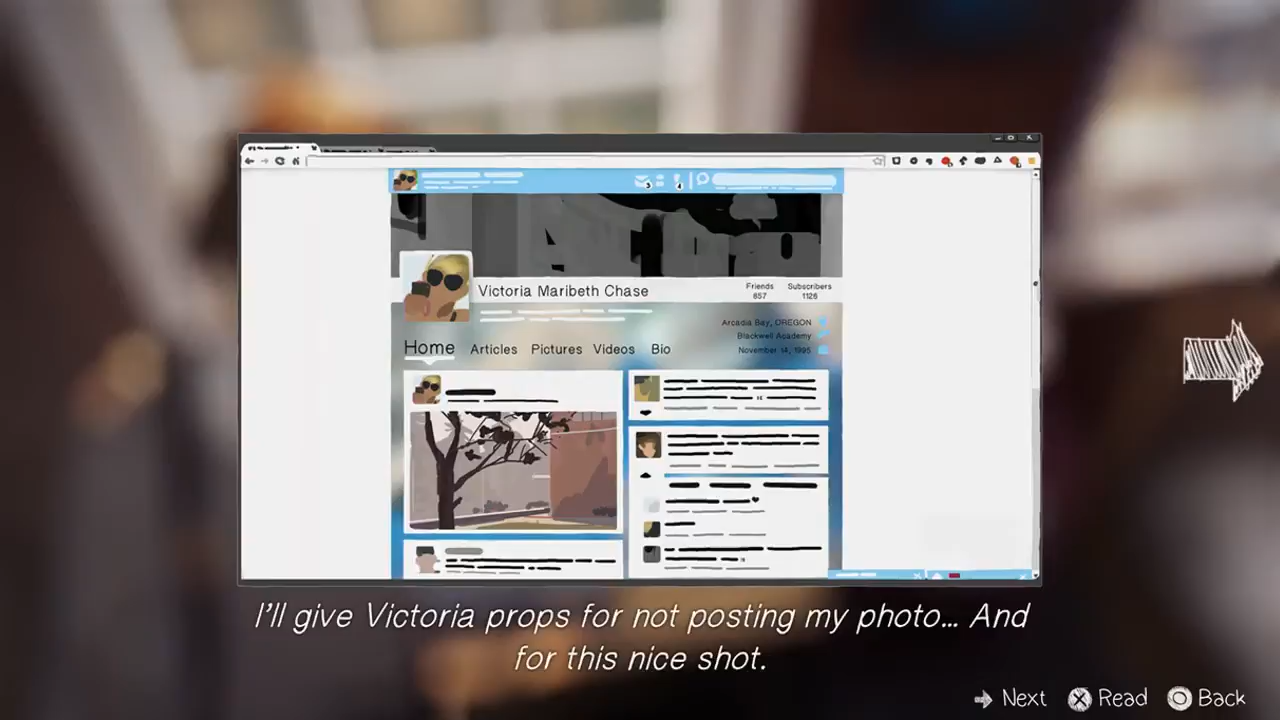 Victoria Maribeth Chase
Friends
657
Subscribers
1126
Arcadia Bay, OREGON
Blackwell Academy
November 14, 1995
Home Articles Pictures Videos Bio
I'll give Victoria props for not posting my photo... And
for this nice shot.
Next Read Back